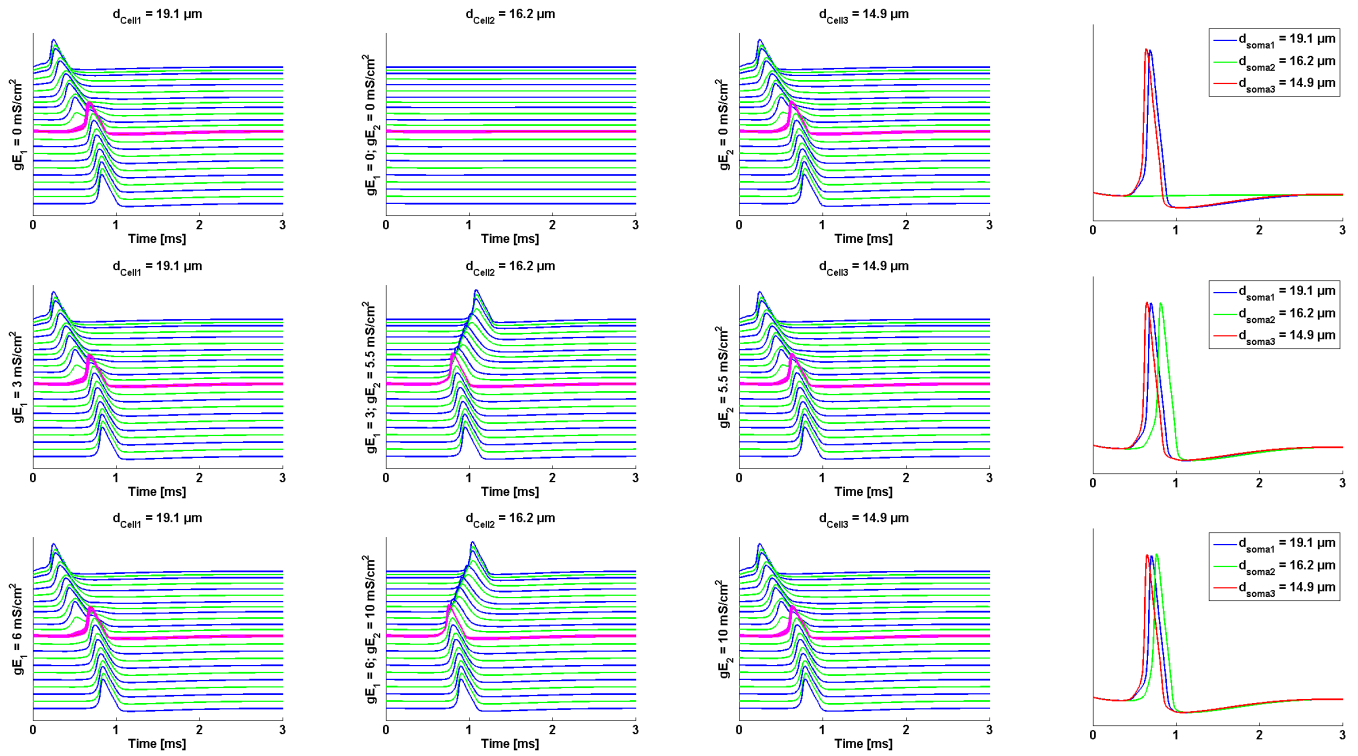 d_Cell1 = 19.1 µm
d_Cell2 = 16.2 µm
d_Cell3 = 14.9 µm
gE_1 = 0 mS/cm^2
gE_1 = 0; gE_2 = 0 mS/cm^2
gE_2 = 0 mS/cm^2
d_soma1 = 19.1 µm
d_soma2 = 16.2 µm
d_soma3 = 14.9 µm
0 1 2 3
0 1 2 3
0 1 2 3
0 1 2 3
Time [ms]
Time [ms]
Time [ms]
d_Cell1 = 19.1 µm
d_Cell2 = 16.2 µm
d_Cell3 = 14.9 µm
gE_1 = 3 mS/cm^2
gE_1 = 3; gE_2 = 5.5 mS/cm^2
gE_2 = 5.5 mS/cm^2
d_soma1 = 19.1 µm
d_soma2 = 16.2 µm
d_soma3 = 14.9 µm
0 1 2 3
0 1 2 3
0 1 2 3
0 1 2 3
Time [ms]
Time [ms]
Time [ms]
d_Cell1 = 19.1 µm
d_Cell2 = 16.2 µm
d_Cell3 = 14.9 µm
gE_1 = 6 mS/cm^2
gE_1 = 6; gE_2 = 10 mS/cm^2
gE_2 = 10 mS/cm^2
d_soma1 = 19.1 µm
d_soma2 = 16.2 µm
d_soma3 = 14.9 µm
0 1 2 3
0 1 2 3
0 1 2 3
0 1 2 3
Time [ms]
Time [ms]
Time [ms]